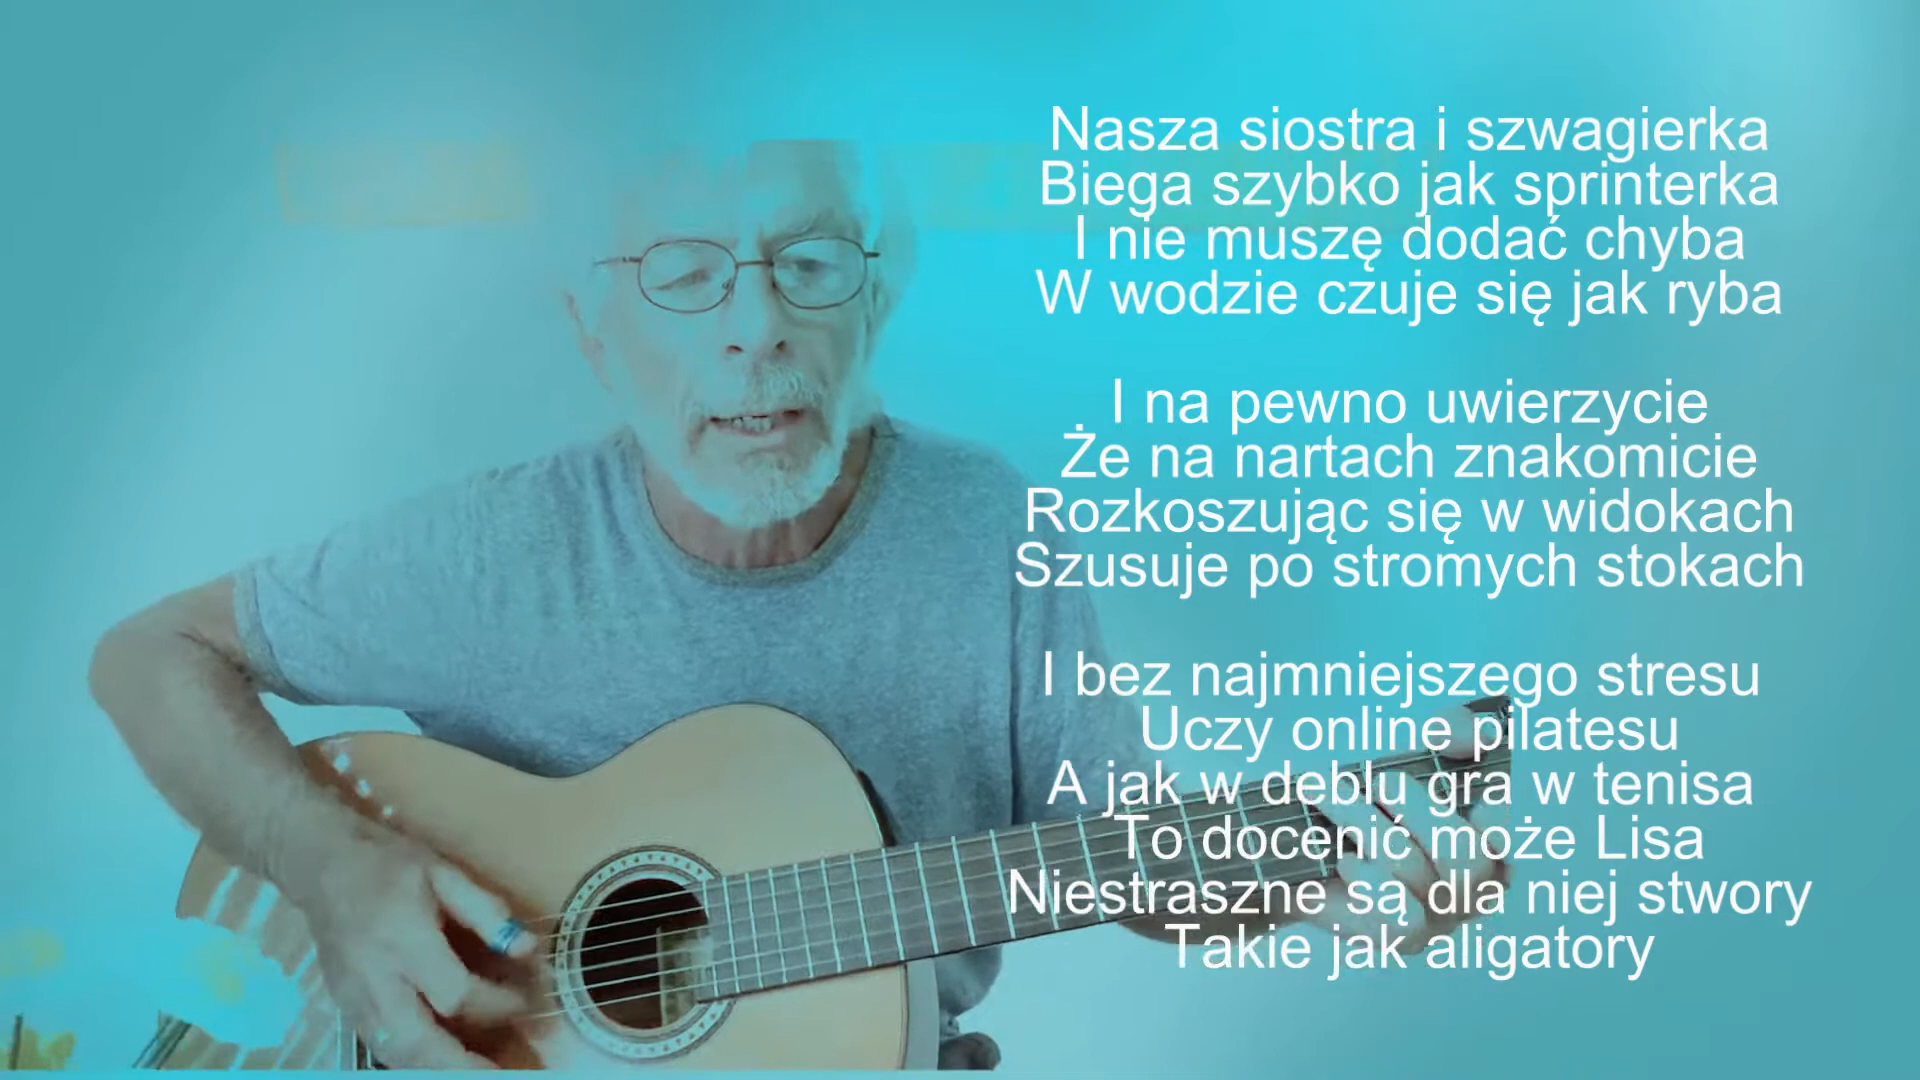 Nasza siostra i szwagierka
Biega szybko jak sprinterka
I nie muszę dodać chyba
W wodzie czuje się jak ryba
I na pewno uwierzycie
Że na nartach znakomicie
Rozkoszując się w widokach
Szusuje po stromych stokach
I bez najmniejszego stresu
Uczy online pilatesu
A jak w deblu gra w tenisa
To docenić może Lisa
Niestraszne są dla niej stwory
Takie jak aligatory